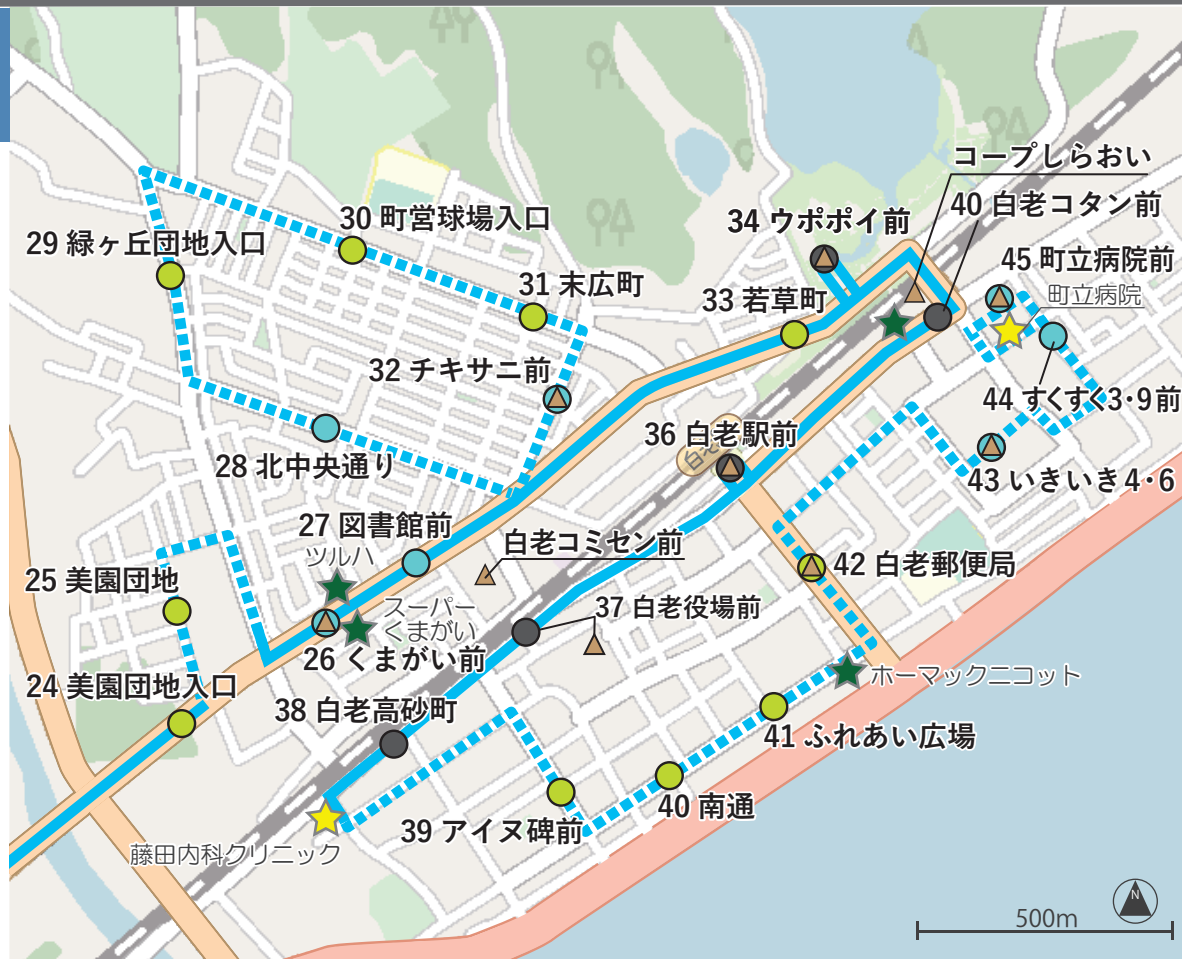 コープしらおい
40 白老コタン前
34 ウポポイ前
30 町営球場入口
29 緑ヶ丘団地入口
45 町立病院前
町立病院
31 末広町
33 若草町
32 チキサニ前
44 すくすく3・9前
36 白老駅前
28 北中央通り
43 いきいき4・6
27 図書館前
ツルハ
白老コミセン前
25 美園団地
42 白老郵便局
スーパー
くまがい
37 白老役場前
26 くまがい前
24 美園団地入口
ホーマックニコット
38 白老高砂町
41 ふれあい広場
40 南通
39 アイヌ碑前
藤田内科クリニック
N
500m